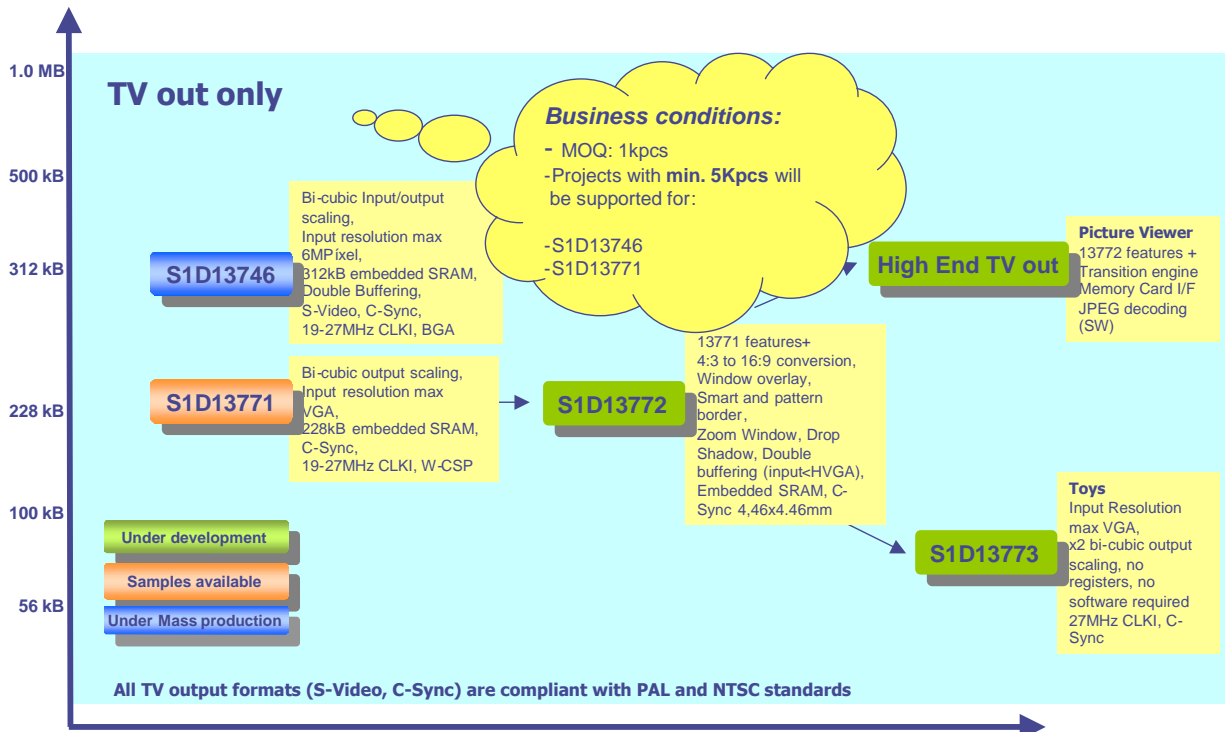 1.0 MB
500 kB
312 kB
228 kB
100 kB
56 kB
TV out only
Business conditions:
- MOQ: 1kpcs
-Projects with min. 5Kpcs will
be supported for:
-S1D13746
-S1D13771
S1D13746
Bi-cubic Input/output
scaling,
Input resolution max
6MPíxel,
312kB embedded SRAM,
Double Buffering,
S-Video, C-Sync,
19-27MHz CLKI, BGA
High End TV out
Picture Viewer
13772 features +
Transition engine
Memory Card I/F
JPEG decoding
(SW)
S1D13771
Bi-cubic output scaling,
Input resolution max
VGA,
228kB embedded SRAM,
C-Sync,
19-27MHz CLKI, W-CSP
S1D13772
13771 features+
4:3 to 16:9 conversion,
Window overlay,
Smart and pattern
border,
Zoom Window, Drop
Shadow, Double
buffering (input<HVGA),
Embedded SRAM, C-
Sync 4,46x4.46mm
S1D13773
Toys
Input Resolution
max VGA,
x2 bi-cubic output
scaling, no
registers, no
software required
27MHz CLKI, C-
Sync
Under development
Samples available
Under Mass production
All TV output formats (S-Video, C-Sync) are compliant with PAL and NTSC standards